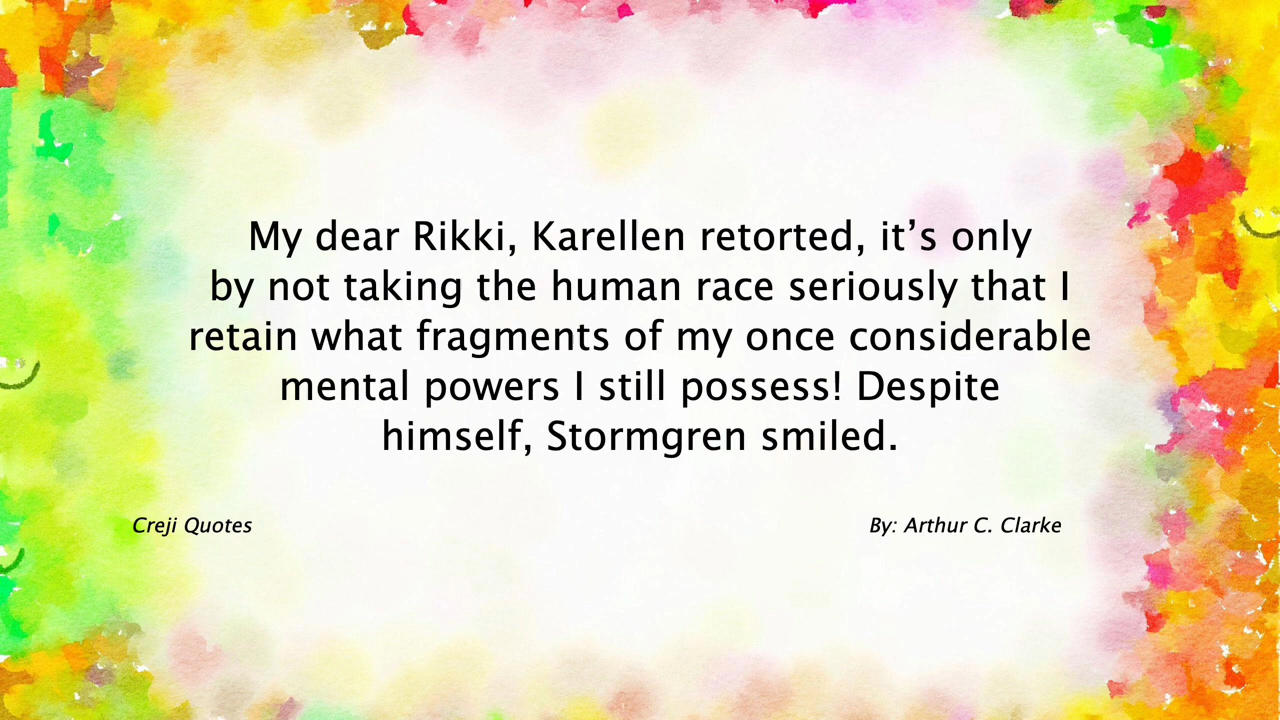 My dear Rikki, Karellen retorted, it’s only
by not taking the human race seriously that I
retain what fragments of my once considerable
mental powers I still possess! Despite
himself, Stormgren smiled.
Creji Quotes
By: Arthur C. Clarke